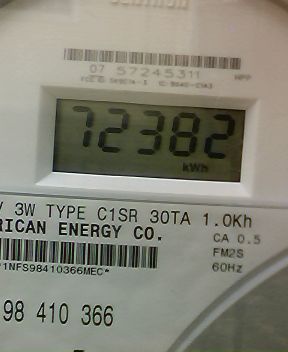 07 57245311 HPP
72382
kWh
V 3W TYPE C1SR 30TA 1.0Kh
RICAN ENERGY CO. CA 0.5
FM2S
1NFS98410366MEC* 60Hz
98 410 366